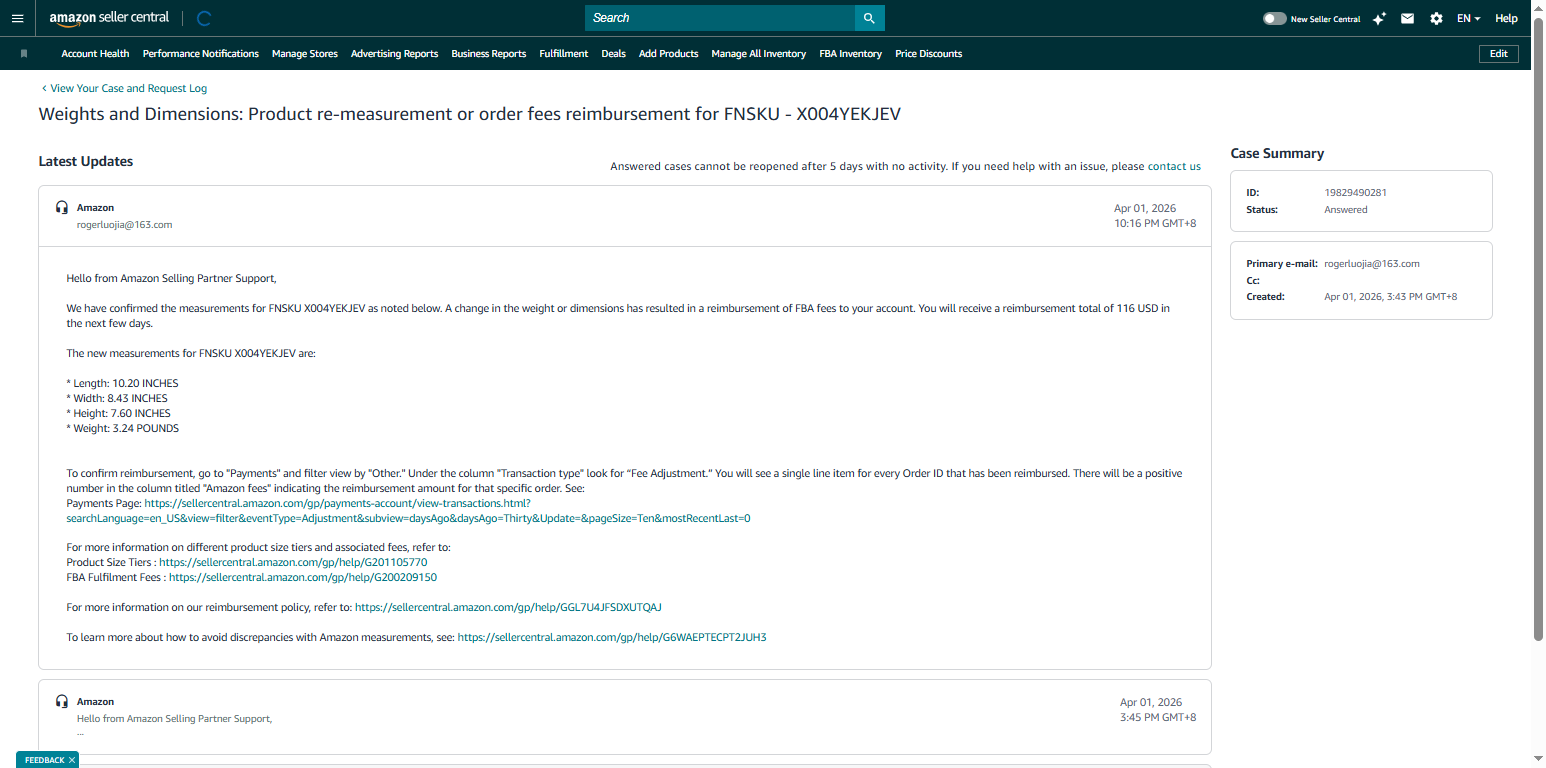 amazon seller central
Search
New Seller Central
EN
Help
Account Health Performance Notifications Manage Stores Advertising Reports Business Reports Fulfillment Deals Add Products Manage All Inventory FBA Inventory Price Discounts
Edit
View Your Case and Request Log
Weights and Dimensions: Product re-measurement or order fees reimbursement for FNSKU - X004YEKJEV
Latest Updates
Answered cases cannot be reopened after 5 days with no activity. If you need help with an issue, please contact us
Amazon
rogerluojia@163.com
Apr 01, 2026
10:16 PM GMT+8
Hello from Amazon Selling Partner Support,
We have confirmed the measurements for FNSKU X004YEKJEV as noted below. A change in the weight or dimensions has resulted in a reimbursement of FBA fees to your account. You will receive a reimbursement total of 116 USD in
the next few days.
The new measurements for FNSKU X004YEKJEV are:
* Length: 10.20 INCHES
* Width: 8.43 INCHES
* Height: 7.60 INCHES
* Weight: 3.24 POUNDS
To confirm reimbursement, go to "Payments" and filter view by "Other." Under the column "Transaction type" look for “Fee Adjustment.” You will see a single line item for every Order ID that has been reimbursed. There will be a positive
number in the column titled "Amazon fees" indicating the reimbursement amount for that specific order. See:
Payments Page: https://sellercentral.amazon.com/gp/payments-account/view-transactions.html?
searchLanguage=en_US&view=filter&eventType=Adjustment&subview=daysAgo&daysAgo=Thirty&Update=&pageSize=Ten&mostRecentLast=0
For more information on different product size tiers and associated fees, refer to:
Product Size Tiers : https://sellercentral.amazon.com/gp/help/G201105770
FBA Fulfilment Fees : https://sellercentral.amazon.com/gp/help/G200209150
For more information on our reimbursement policy, refer to: https://sellercentral.amazon.com/gp/help/GGL7U4JFSDXUTQAJ
To learn more about how to avoid discrepancies with Amazon measurements, see: https://sellercentral.amazon.com/gp/help/G6WAEPTECPT2JUH3
Amazon
Hello from Amazon Selling Partner Support,
...
Apr 01, 2026
3:45 PM GMT+8
Case Summary
ID: 19829490281
Status: Answered
Primary e-mail: rogerluojia@163.com
Cc:
Created: Apr 01, 2026, 3:43 PM GMT+8
FEEDBACK